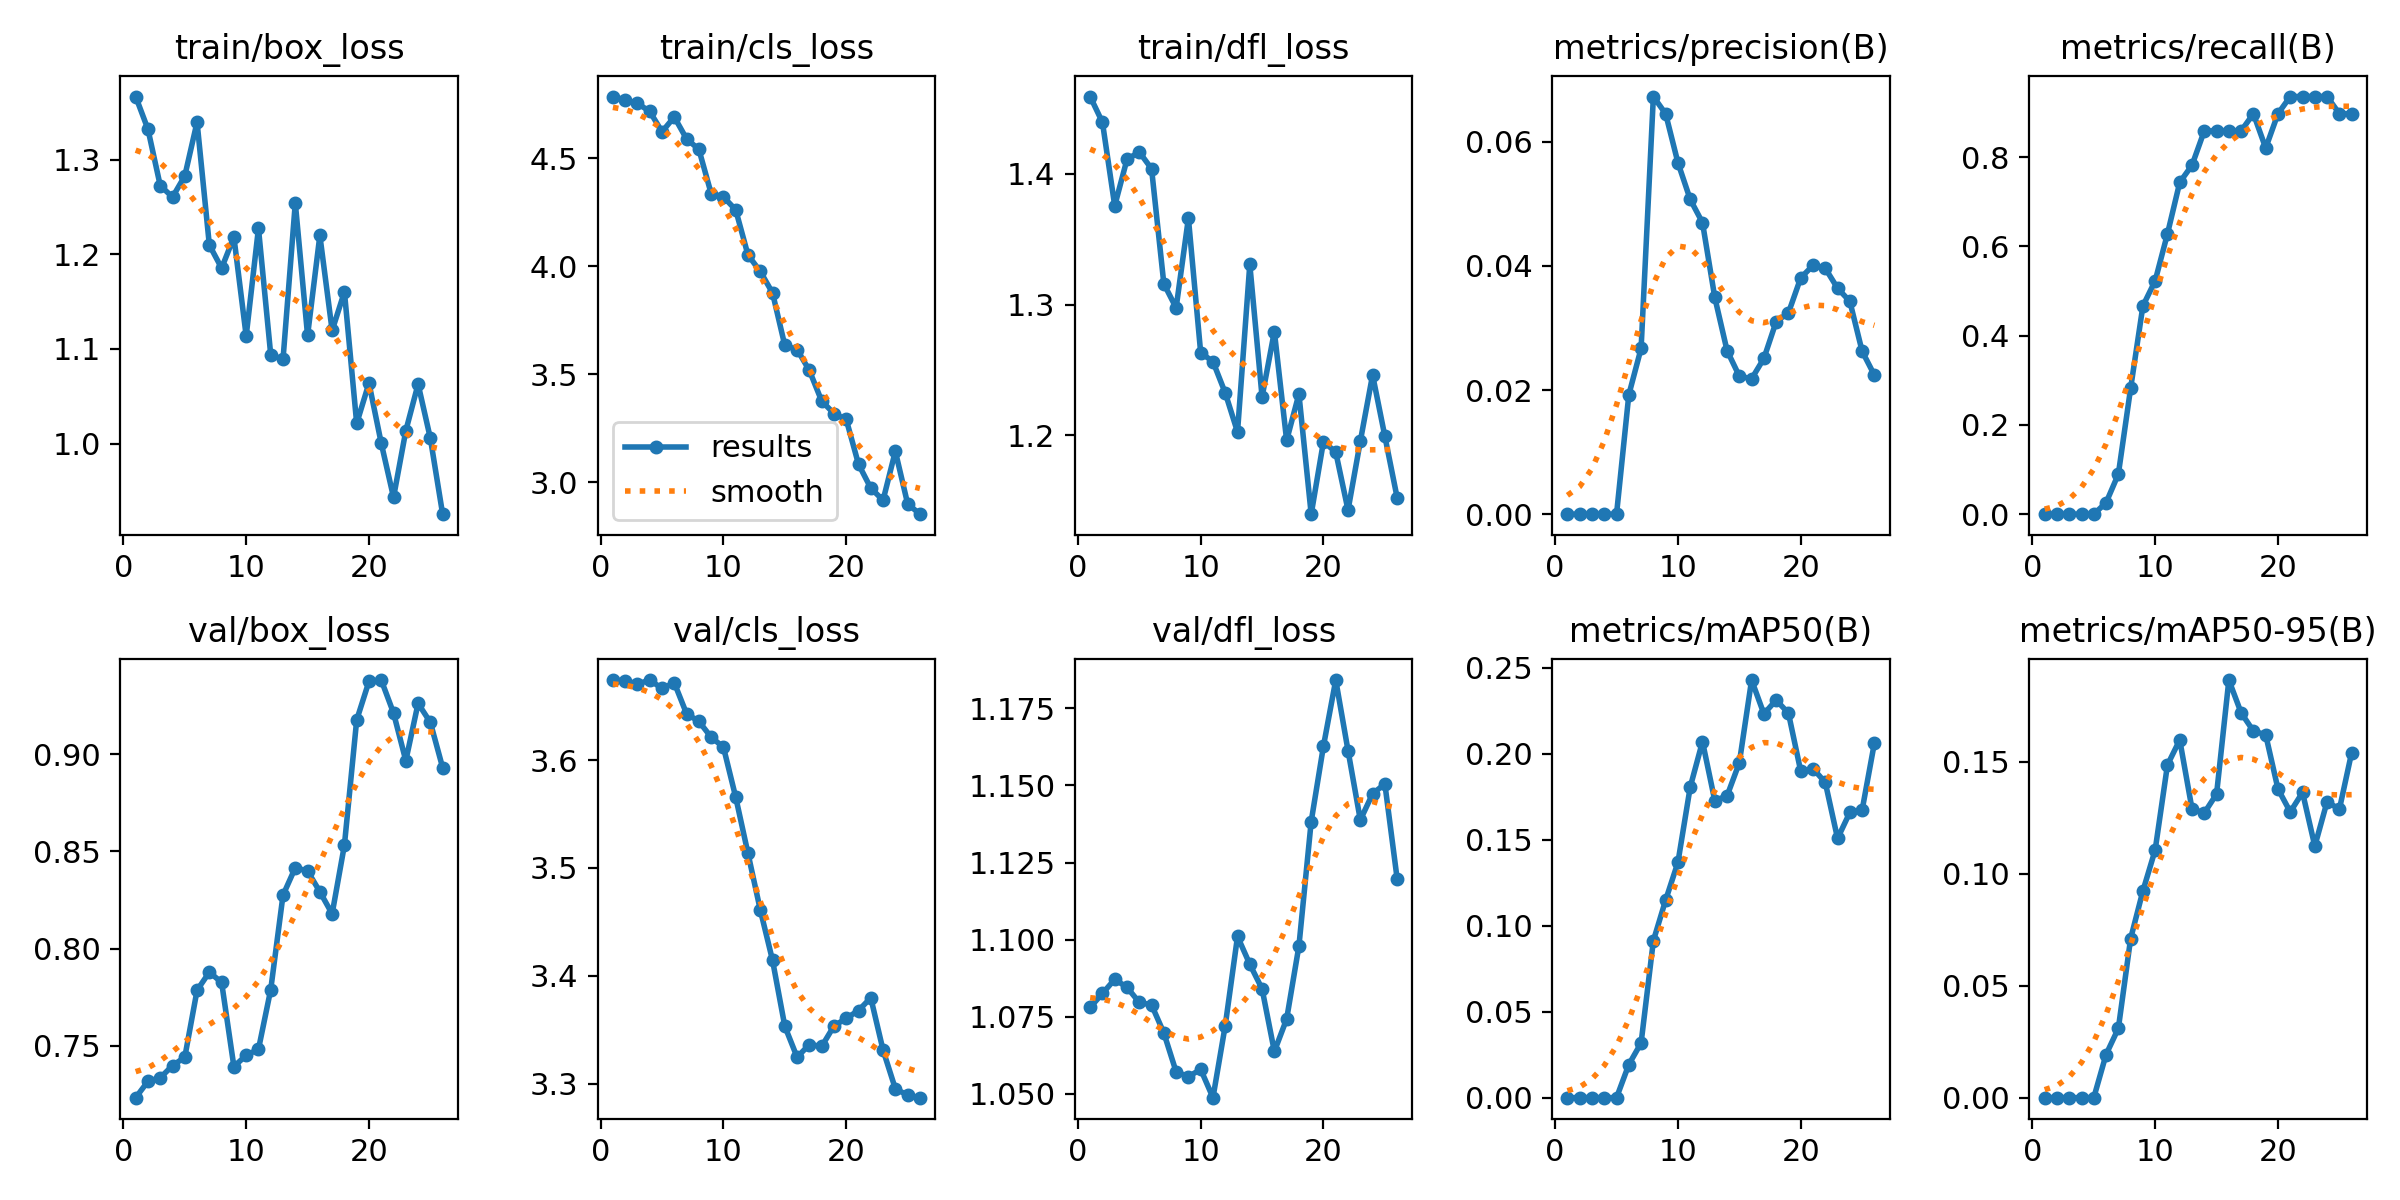 train/box_loss
train/cls_loss
train/dfl_loss
metrics/precision(B)
metrics/recall(B)
1.3
1.2
1.1
1.0
0 10 20
4.5
4.0
3.5
3.0
results
smooth
0 10 20
1.4
1.3
1.2
0 10 20
0.06
0.04
0.02
0.00
0 10 20
0.8
0.6
0.4
0.2
0.0
0 10 20
val/box_loss
val/cls_loss
val/dfl_loss
metrics/mAP50(B)
metrics/mAP50-95(B)
0.90
0.85
0.80
0.75
0 10 20
3.6
3.5
3.4
3.3
0 10 20
1.175
1.150
1.125
1.100
1.075
1.050
0 10 20
0.25
0.20
0.15
0.10
0.05
0.00
0 10 20
0.15
0.10
0.05
0.00
0 10 20